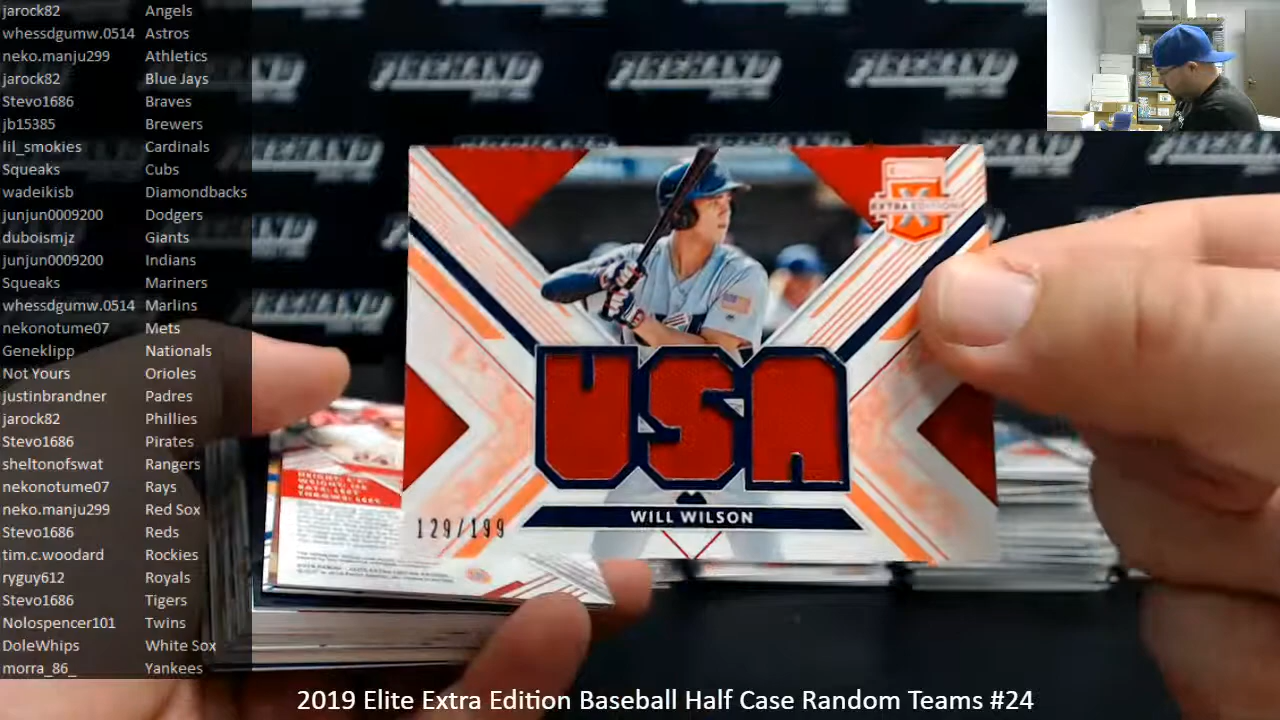 jarock82 Angels
whessdgumw.0514 Astros
neko.manju299 Athletics
jarock82 Blue Jays
Stevo1686 Braves
jb15385 Brewers
lil_smokies Cardinals
Squeaks Cubs
wadeikisb Diamondbacks
junjun0009200 Dodgers
duboismjz Giants
junjun0009200 Indians
Squeaks Mariners
whessdgumw.0514 Marlins
nekonotume07 Mets
Geneklipp Nationals
Not Yours Orioles
justinbrandner Padres
jarock82 Phillies
Stevo1686 Pirates
sheltonofswat Rangers
nekonotume07 Rays
neko.manju299 Red Sox
Stevo1686 Reds
tim.c.woodard Rockies
ryguy612 Royals
Stevo1686 Tigers
Nolospencer101 Twins
DoleWhips White Sox
morra_86_ Yankees
FIREHAND FIREHAND FIREHAND
EXTRA EDITION
USA
WILL WILSON
129/199
2019 Elite Extra Edition Baseball Half Case Random Teams #24